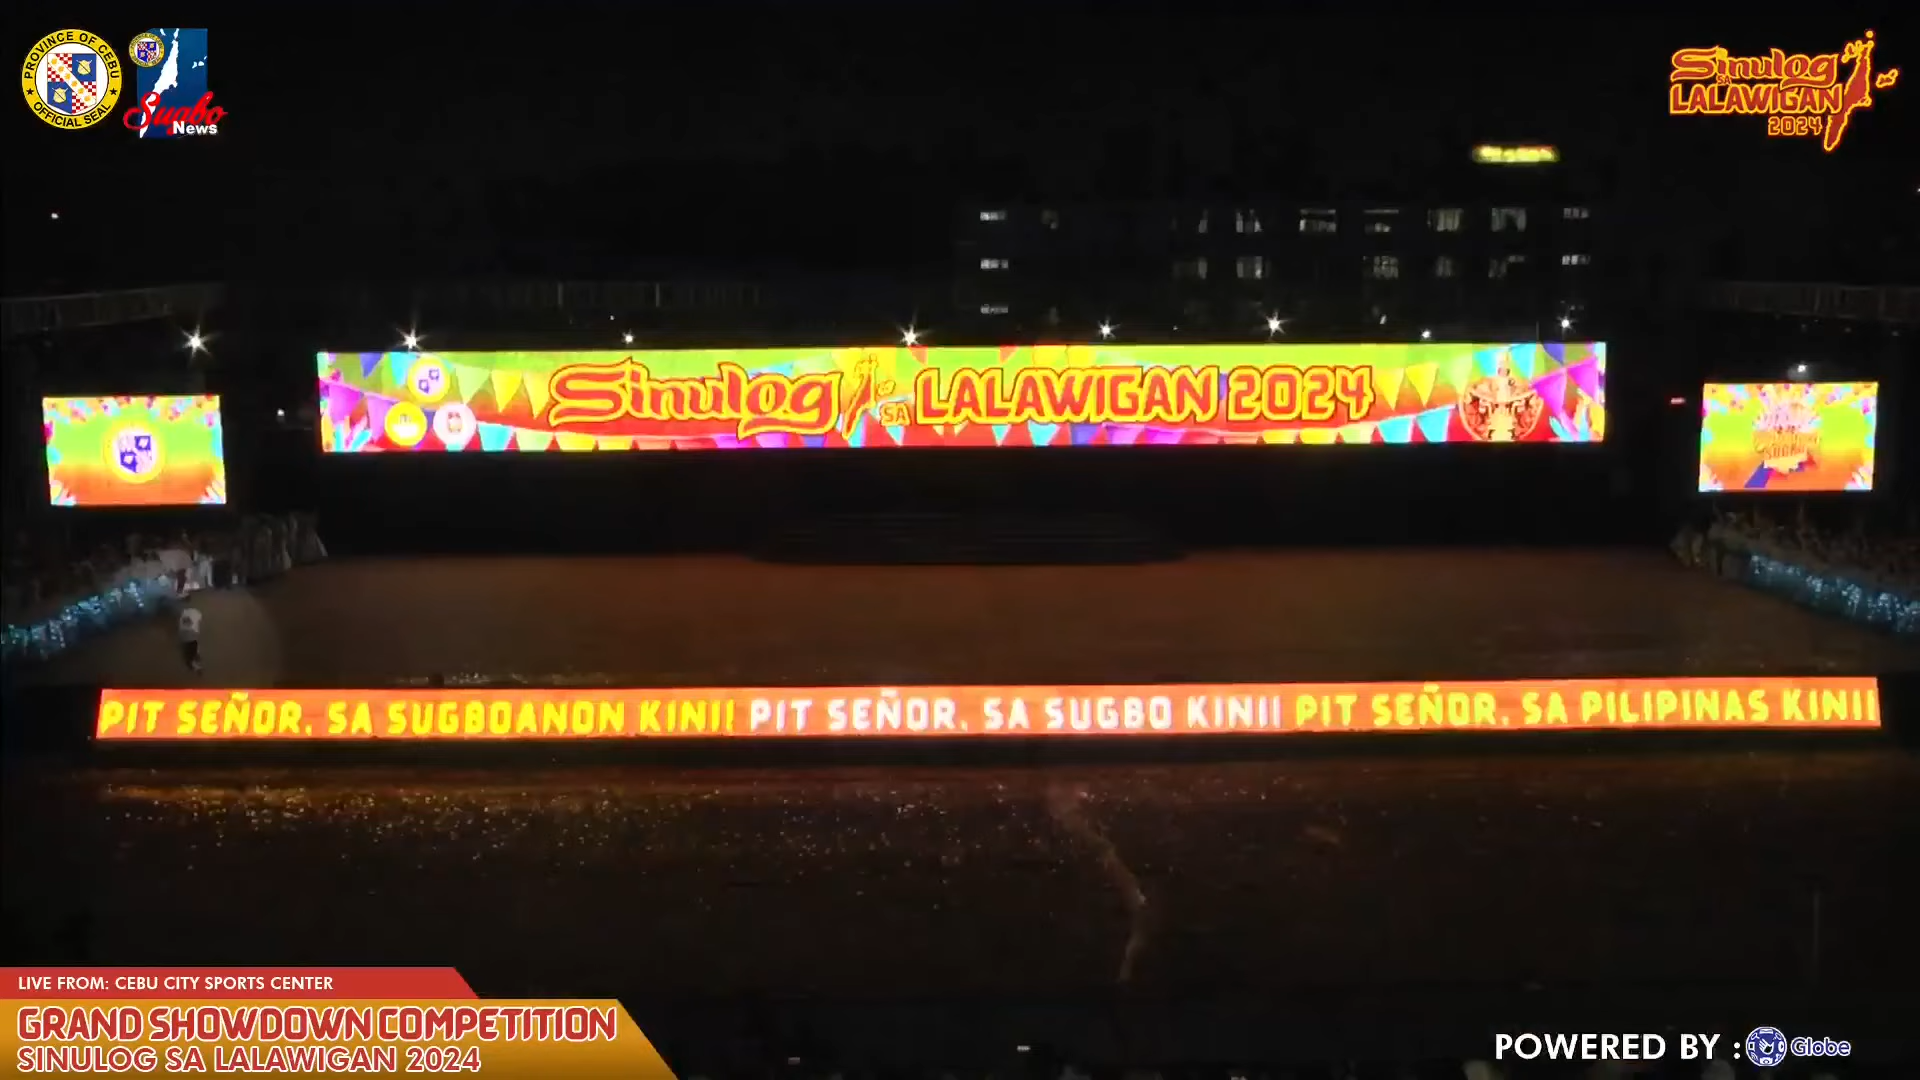 PROVINCE OF CEBU
OFFICIAL SEAL
Sugbo
News
Sinulog
SA
LALAWIGAN
2024
Sinulog SA LALAWIGAN 2024
PIT SEÑOR, SA SUGBOANON KINI! PIT SEÑOR, SA SUGBO KINI! PIT SEÑOR, SA PILIPINAS KINI!
LIVE FROM: CEBU CITY SPORTS CENTER
GRAND SHOWDOWN COMPETITION
SINULOG SA LALAWIGAN 2024
POWERED BY : Globe